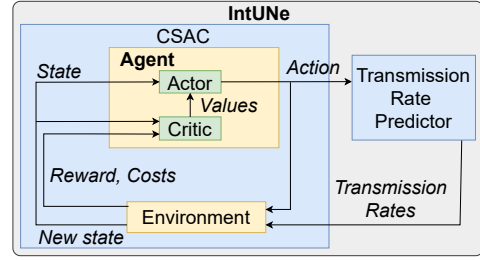 IntUNe
CSAC
Agent
State
Actor
Action
Values
Critic
Transmission
Rate
Predictor
Reward, Costs
Transmission
Rates
Environment
New state